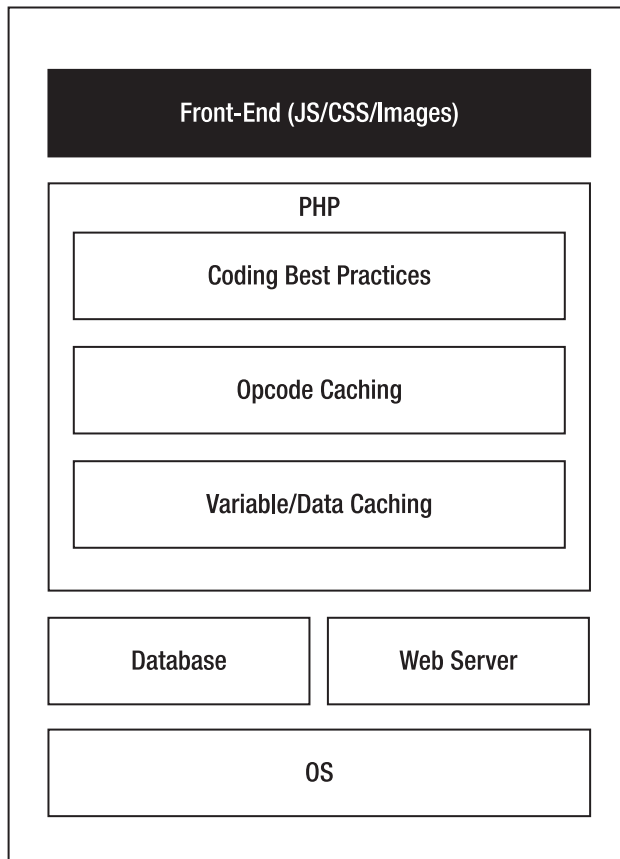 Front-End (JS/CSS/Images)
PHP
Coding Best Practices
Opcode Caching
Variable/Data Caching
Database
Web Server
OS